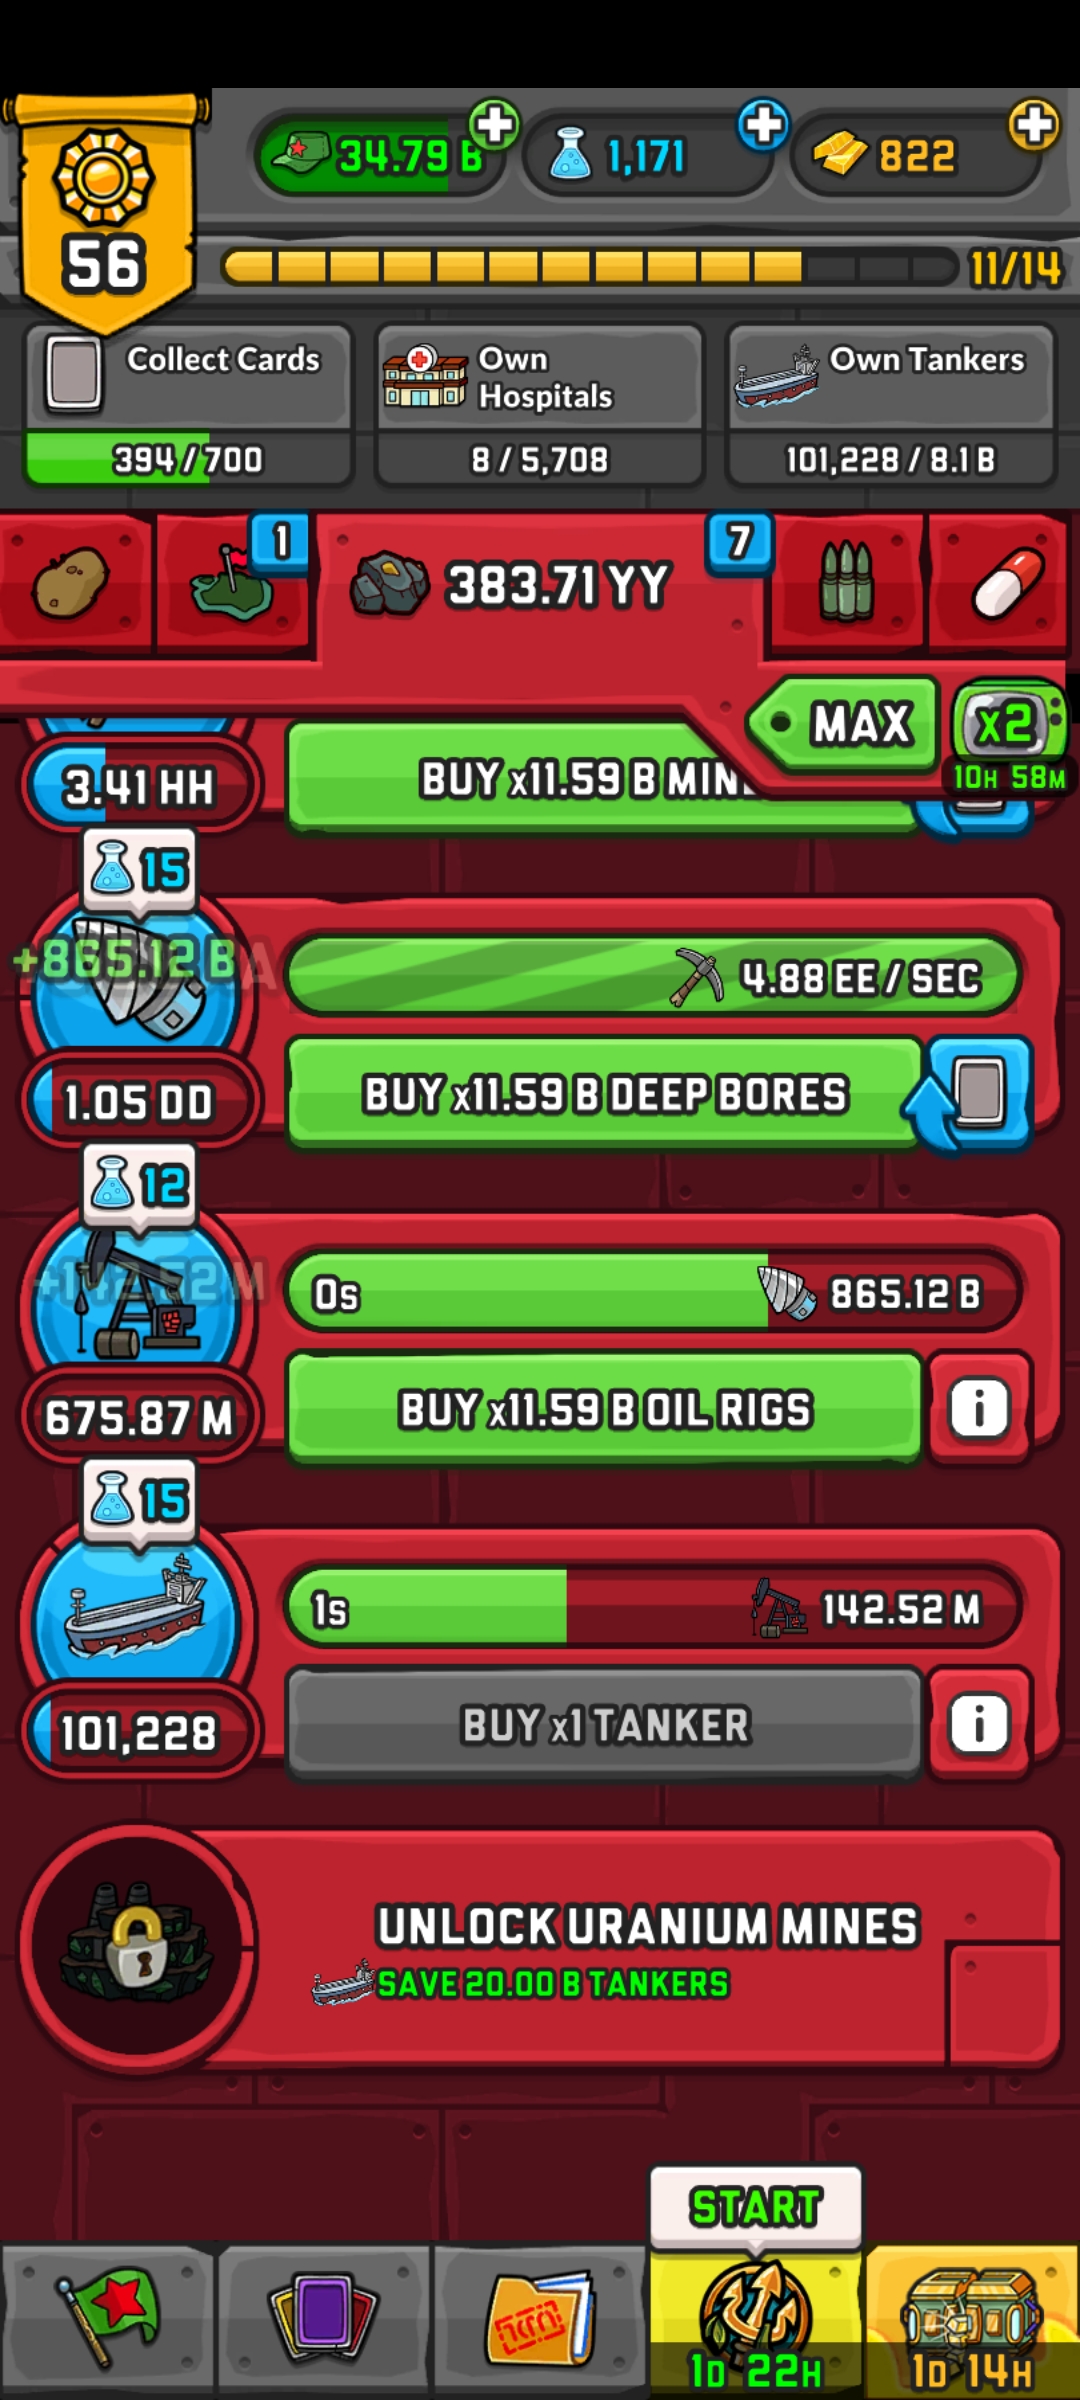 34.79 B
1,171
822
56
11/14
Collect Cards
394 / 700
Own
Hospitals
8 / 5,708
Own Tankers
101,228 / 8.1 B
1
383.71 YY
7
MAX
x2
10H 58M
3.41 HH
BUY x11.59 B MIN
15
+865.12 B
4.88 EE / SEC
1.05 DD
BUY x11.59 B DEEP BORES
12
+142.52 M
0s
865.12 B
675.87 M
BUY x11.59 B OIL RIGS
i
15
1s
142.52 M
101,228
BUY x1 TANKER
i
UNLOCK URANIUM MINES
SAVE 20.00 B TANKERS
START
1D 22H
1D 14H